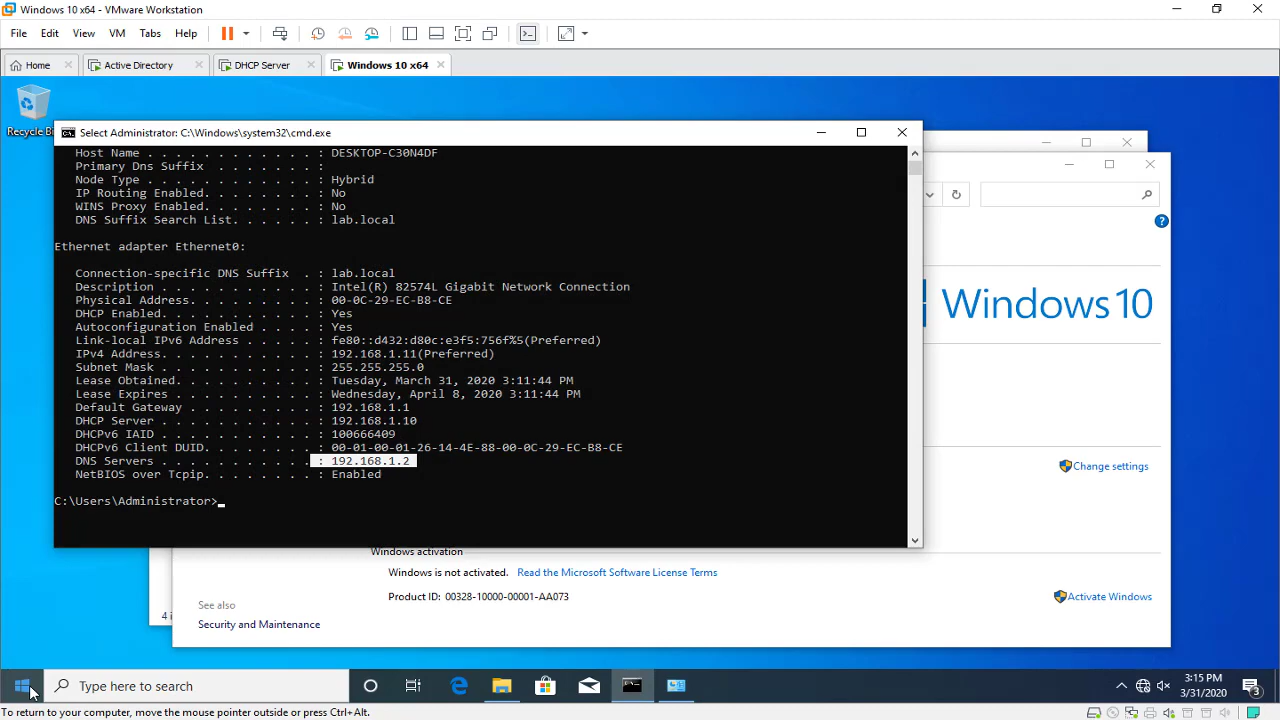 Windows 10 x64 - VMware Workstation
File Edit View VM Tabs Help
Home Active Directory DHCP Server Windows 10 x64
Recycle Bi
Select Administrator: C:\Windows\system32\cmd.exe
Host Name . . . . . . . . . . . . : DESKTOP-C30N4DF
Primary Dns Suffix  . . . . . . . :
Node Type . . . . . . . . . . . . : Hybrid
IP Routing Enabled. . . . . . . . : No
WINS Proxy Enabled. . . . . . . . : No
DNS Suffix Search List. . . . . . : lab.local
Ethernet adapter Ethernet0:
Connection-specific DNS Suffix  . : lab.local
Description . . . . . . . . . . . : Intel(R) 82574L Gigabit Network Connection
Physical Address. . . . . . . . . : 00-0C-29-EC-B8-CE
DHCP Enabled. . . . . . . . . . . : Yes
Autoconfiguration Enabled . . . . : Yes
Link-local IPv6 Address . . . . . : fe80::d432:d80c:e3f5:756f%5(Preferred)
IPv4 Address. . . . . . . . . . . : 192.168.1.11(Preferred)
Subnet Mask . . . . . . . . . . . : 255.255.255.0
Lease Obtained. . . . . . . . . . : Tuesday, March 31, 2020 3:11:44 PM
Lease Expires . . . . . . . . . . : Wednesday, April 8, 2020 3:11:44 PM
Default Gateway . . . . . . . . . : 192.168.1.1
DHCP Server . . . . . . . . . . . : 192.168.1.10
DHCPv6 IAID . . . . . . . . . . . : 100666409
DHCPv6 Client DUID. . . . . . . . : 00-01-00-01-26-14-4E-88-00-0C-29-EC-B8-CE
DNS Servers . . . . . . . . . . . : 192.168.1.2
NetBIOS over Tcpip. . . . . . . . : Enabled
C:\Users\Administrator>
Windows 10
Change settings
Windows activation
Windows is not activated. Read the Microsoft Software License Terms
Product ID: 00328-10000-00001-AA073
Activate Windows
See also
4 i
Security and Maintenance
Type here to search
3:15 PM
3/31/2020
3
To return to your computer, move the mouse pointer outside or press Ctrl+Alt.